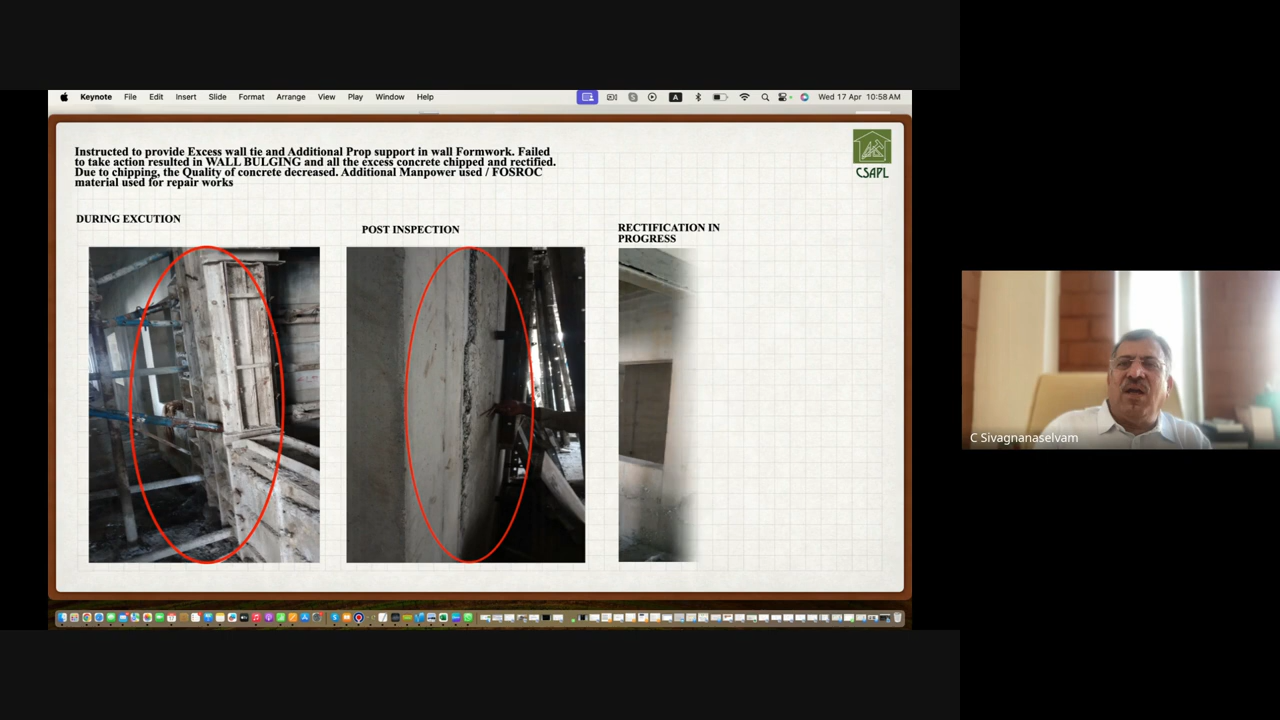 Keynote File Edit Insert Slide Format Arrange View Play Window Help
A
Wed 17 Apr 10:58 AM
Instructed to provide Excess wall tie and Additional Prop support in wall Formwork. Failed
to take action resulted in WALL BULGING and all the excess concrete chipped and rectified.
Due to chipping, the Quality of concrete decreased. Additional Manpower used / FOSROC
material used for repair works
CSAPL
DURING EXCUTION
POST INSPECTION
RECTIFICATION IN
PROGRESS
C Sivagnanaselvam